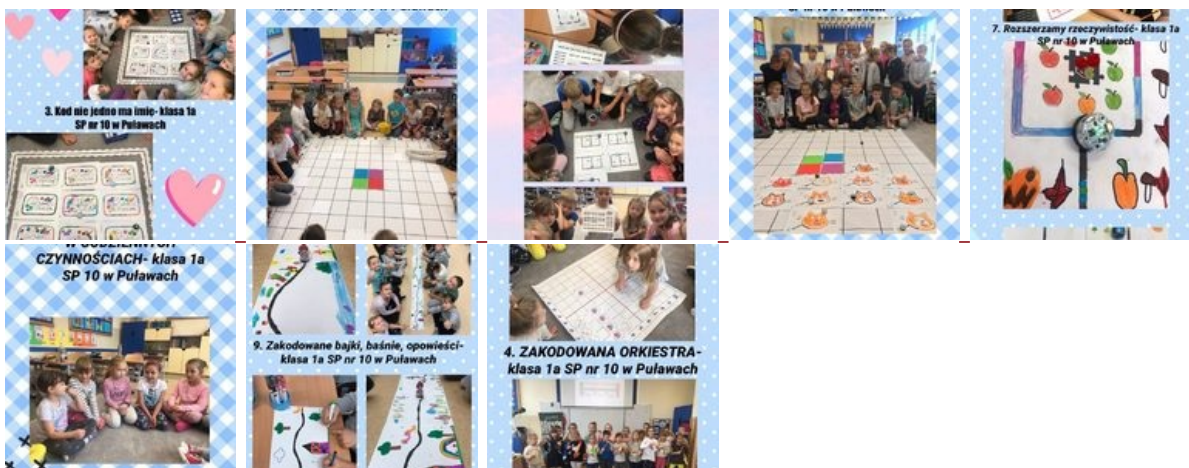 3. Kod nie jedno ma imię- klasa 1a
SP nr 10 w Puławach
7. Rozszerzamy rzeczywistość- klasa 1a
SP nr 10 w Puławach
W CODZIENNYCH
CZYNNOŚCIACH- klasa 1a
SP 10 w Puławach
9. Zakodowane bajki, baśnie, opowieści-
klasa 1a SP nr 10 w Puławach
4. ZAKODOWANA ORKIESTRA-
klasa 1a SP nr 10 w Puławach